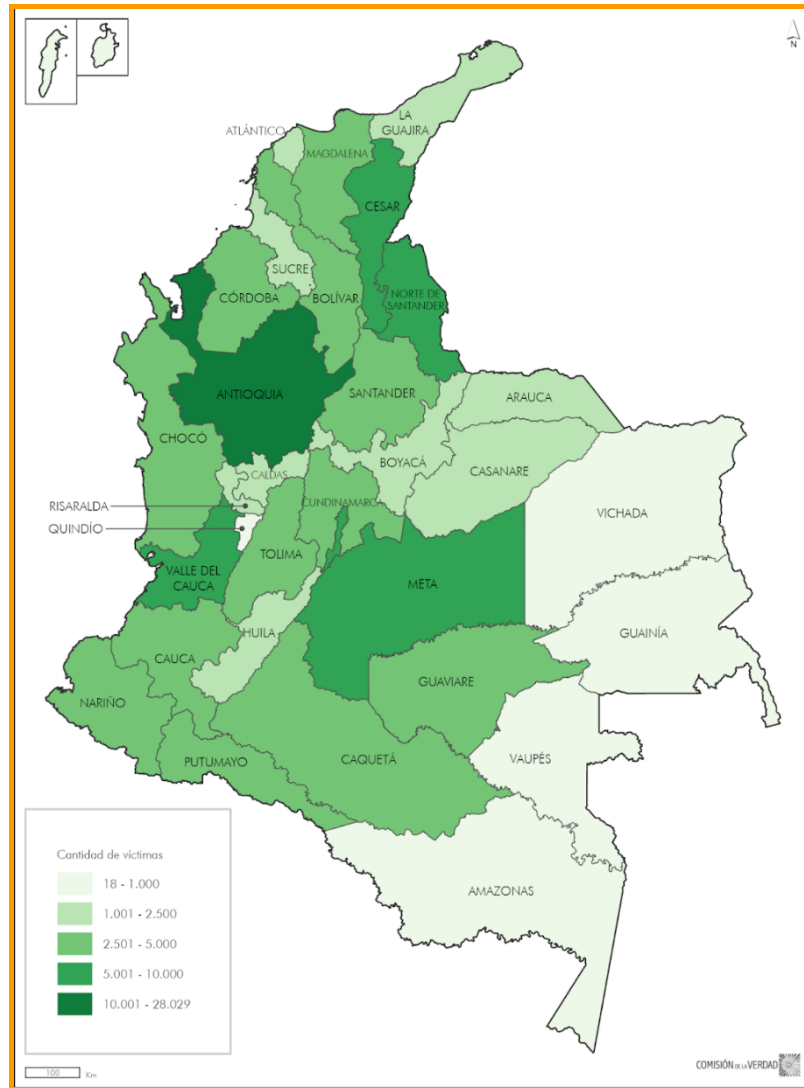 N
LA
GUAJIRA
ATLÁNTICO
MAGDALENA
CESAR
SUCRE
NORTE DE
SANTANDER
CÓRDOBA
BOLÍVAR
ANTIOQUIA
SANTANDER
ARAUCA
CHOCÓ
BOYACÁ
CALDAS
CASANARE
RISARALDA
CUNDINAMARCA
VICHADA
QUINDÍO
TOLIMA
VALLE DEL
CAUCA
META
GUAINÍA
HUILA
CAUCA
GUAVIARE
NARIÑO
VAUPÉS
CAQUETÁ
PUTUMAYO
AMAZONAS
Cantidad de víctimas
18 - 1.000
1.001 - 2.500
2.501 - 5.000
5.001 - 10.000
10.001 - 28.029
100 Km
COMISIÓN DE LA VERDAD